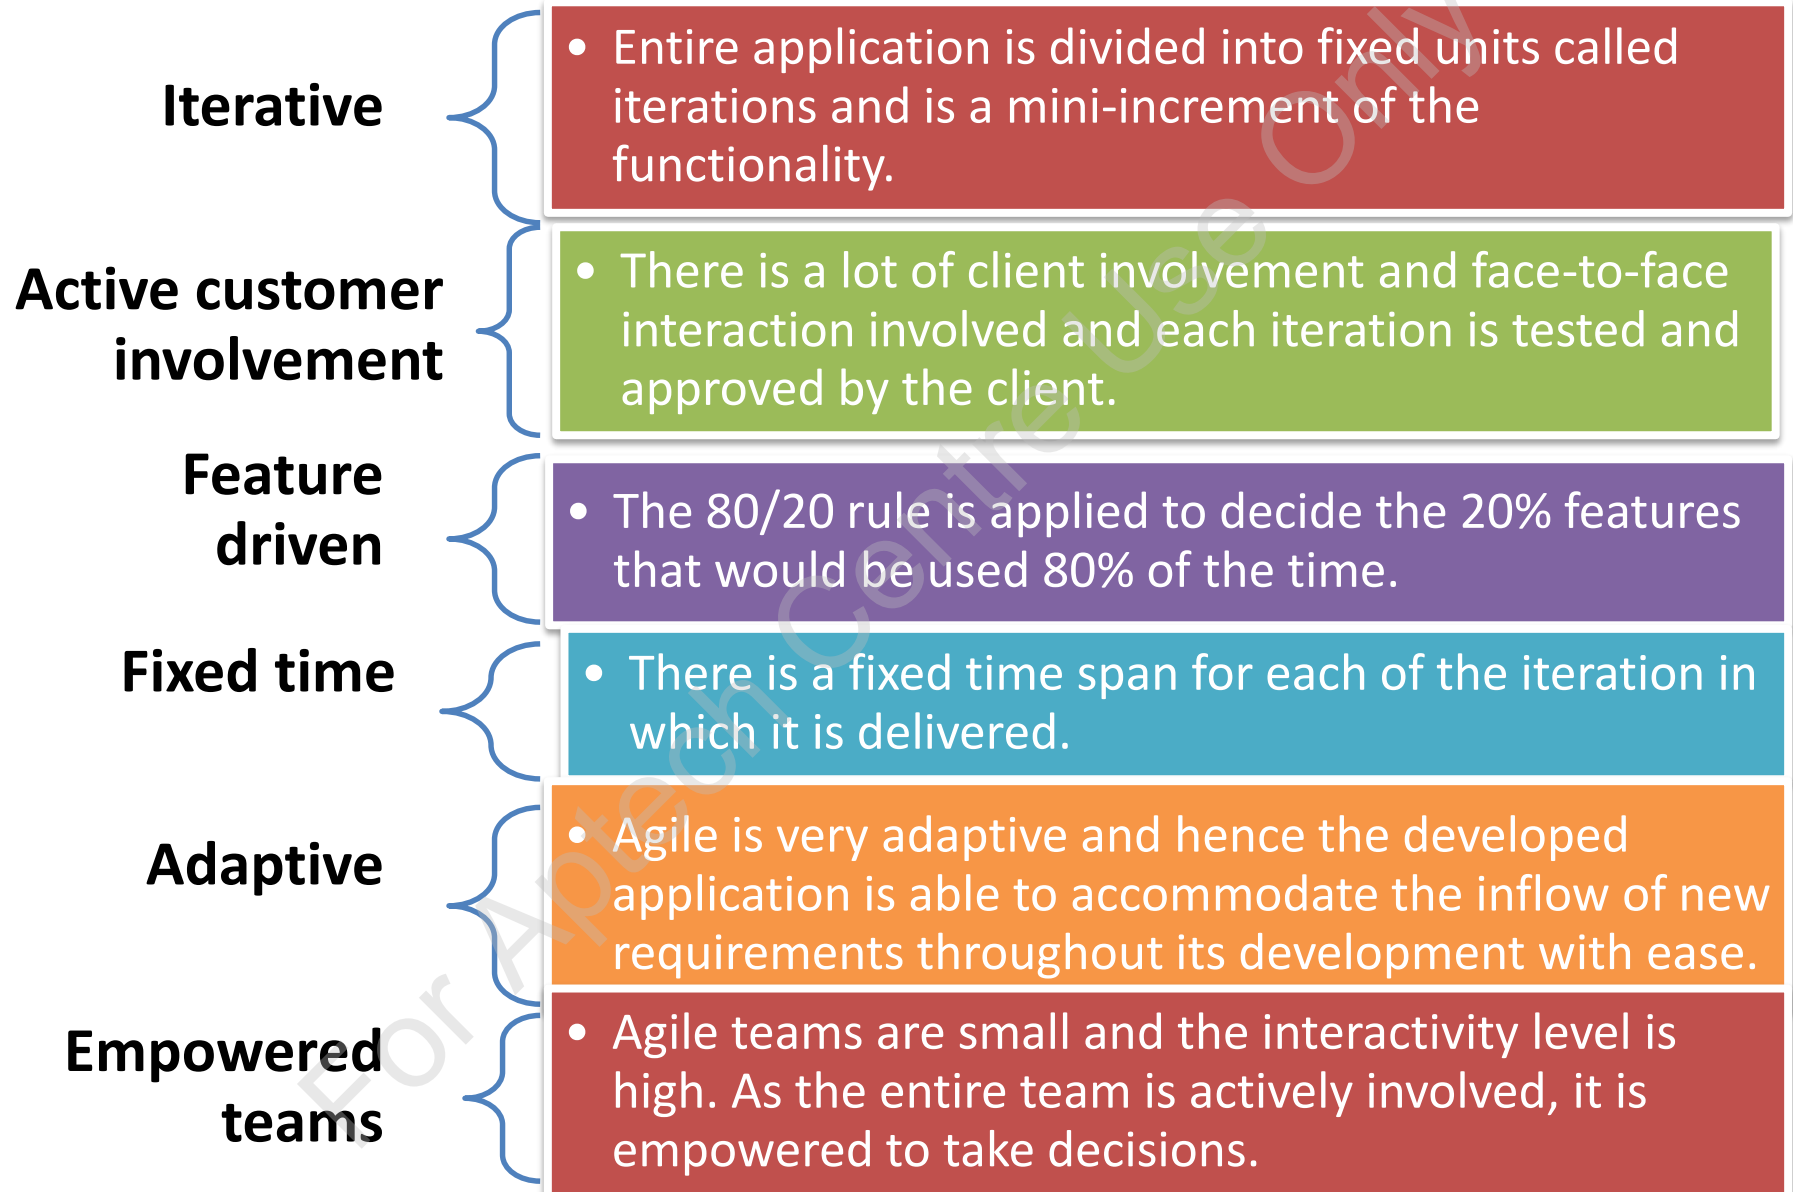 Iterative
• Entire application is divided into fixed units called
iterations and is a mini-increment of the
functionality.
Active customer
involvement
• There is a lot of client involvement and face-to-face
interaction involved and each iteration is tested and
approved by the client.
Feature
driven
• The 80/20 rule is applied to decide the 20% features
that would be used 80% of the time.
Fixed time
• There is a fixed time span for each of the iteration in
which it is delivered.
Adaptive
• Agile is very adaptive and hence the developed
application is able to accommodate the inflow of new
requirements throughout its development with ease.
Empowered
teams
• Agile teams are small and the interactivity level is
high. As the entire team is actively involved, it is
empowered to take decisions.
For Aptech Centre Use Only